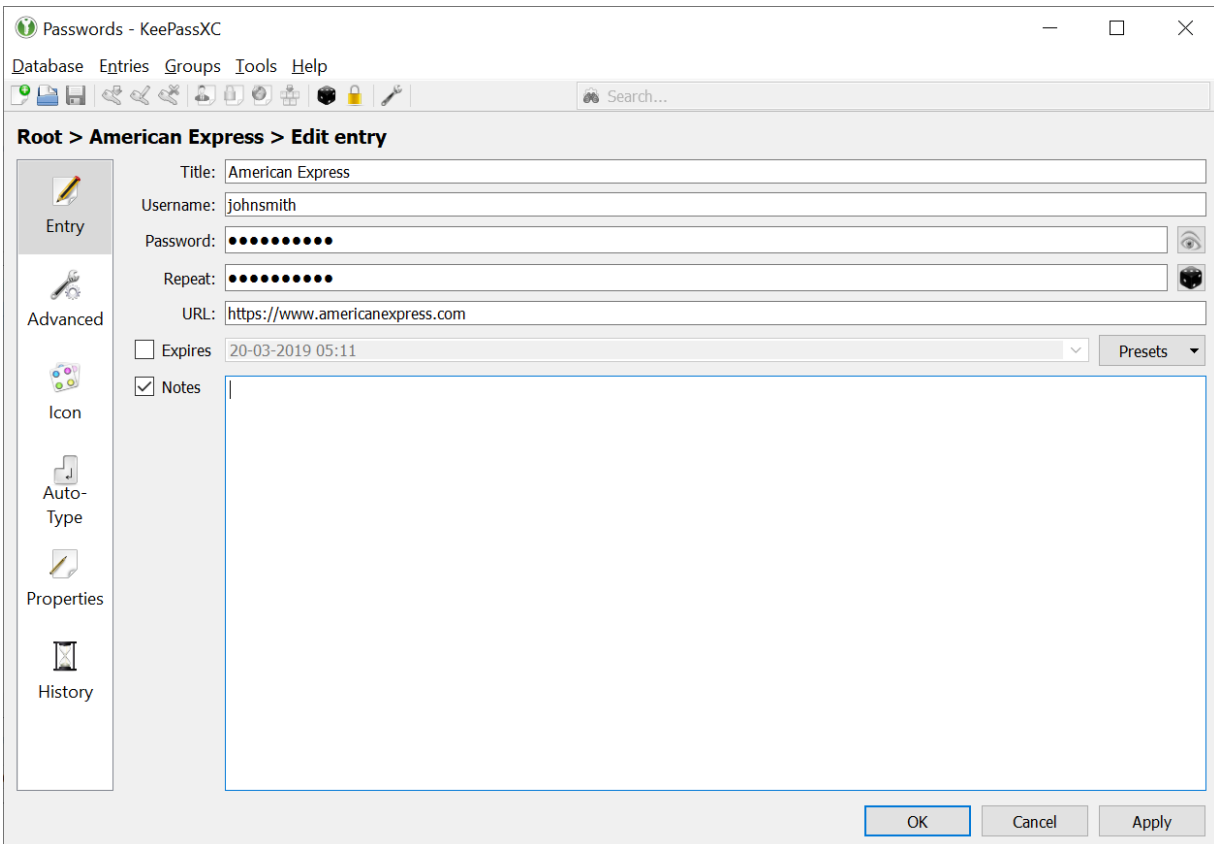 Passwords - KeePassXC
Database Entries Groups Tools Help
Search...
Root > American Express > Edit entry
Entry
Advanced
Icon
Auto-
Type
Properties
History
Title: American Express
Username: johnsmith
Password: ●●●●●●●●●●
Repeat: ●●●●●●●●●●
URL: https://www.americanexpress.com
Expires 20-03-2019 05:11 Presets
Notes
OK Cancel Apply